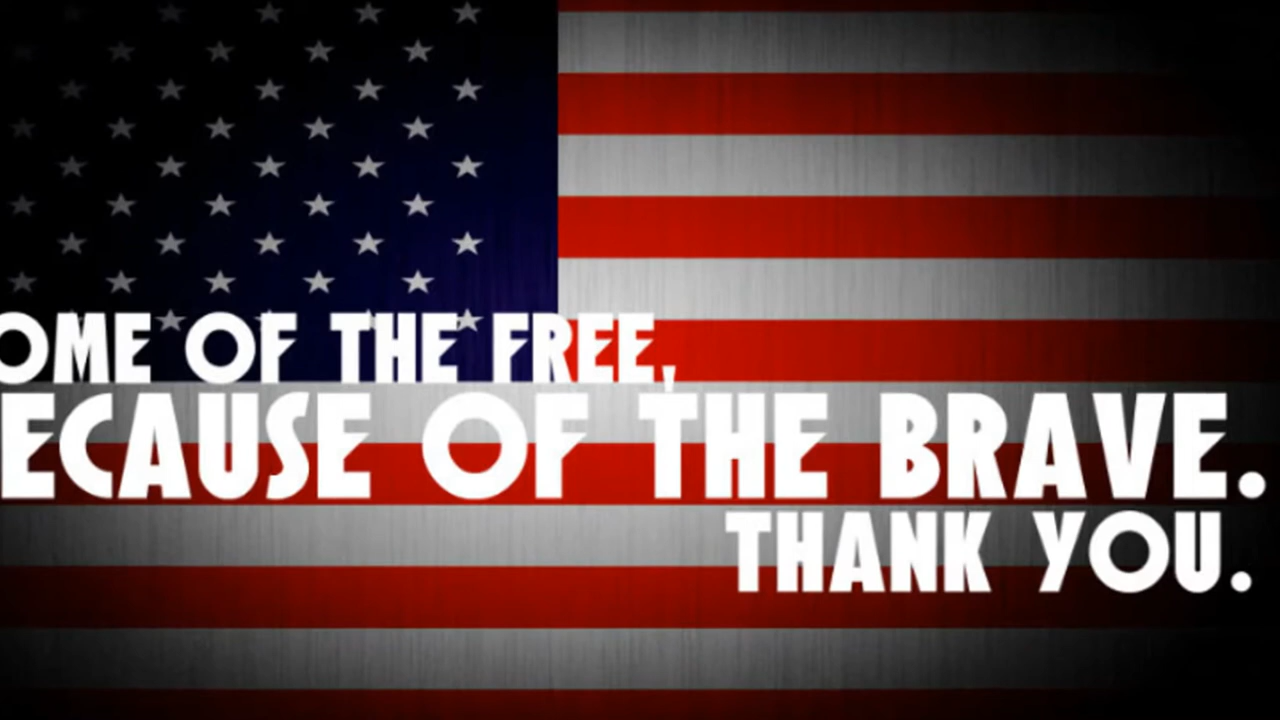 OME OF THE FREE,
ECAUSE OF THE BRAVE.
THANK YOU.